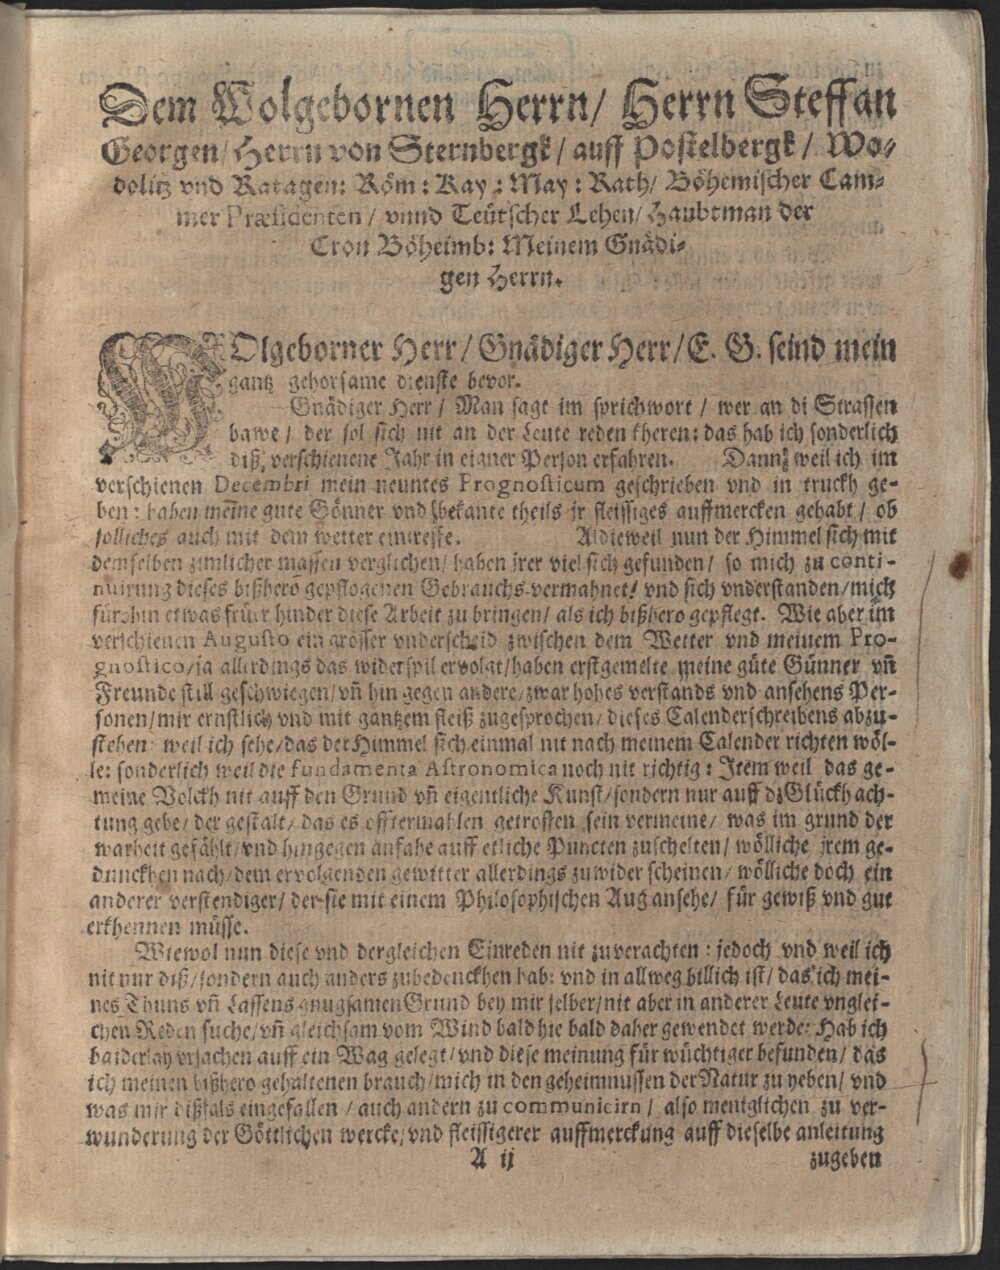 Dem Wolgebornen Herrn/ Herrn Steffan
Georgen/ Herrn von Sternbergk/ auff Postelbergk/ Wo-
dolitz vnd Ratagen: Röm: Kay: May: Rath/ Böhemischer Cam-
mer Præsidenten/ vnnd Teütscher Lehen/ Haubtman der
Cron Böheimb: Meinem Gnädi-
gen Herrn.
WOlgeborner Herr/ Gnädiger Herr/ E. G. seind mein
gantz gehorsame dienste bevor.
Gnädiger Herr/ Man sagt im sprichwort/ wer an di Strassen
bawe/ der sol sich nit an der Leute reden kheren: das hab ich sonderlich
diß verschienene Jahr in eigner Person erfahren. Dann weil ich im
verschienen Decembri mein neuntes Prognosticum geschrieben vnd in truckh ge-
ben: haben meine gute Gönner vnd bekante theils jr fleissiges auffmercken gehabt/ ob
solliches auch mit dem wetter eintreffe. Aldieweil nun der Himmel sich mit
demselben zimlicher massen verglichen/ haben jrer viel sich gefunden/ so mich zu conti-
nuirung dieses bißhero gepflogenen Gebrauchs vermahnet/ vnd sich vnderstanden/ mich
fürohin etwas früer hinder diese Arbeit zu bringen/ als ich bißhero gepflegt. Wie aber im
verschienen Augusto ein grosser vnderscheid zwischen dem Wetter vnd meinem Pro-
gnostico/ ja allerdings das widerspil ervolgt/ haben erstgemelte meine güte Günner vn̄
Freunde still geschwiegen/ vn̄ hin gegen andere/ zwar hohes verstands vnd ansehens Per-
sonen/ mir ernstlich vnd mit gantzem fleiß zugesprochen/ dieses Calenderschreibens abzu-
stehen: weil ich sehe/ das der Himmel sich einmal nit nach meinem Calender richten wöl-
le: sonderlich weil die fundamenta Astronomica noch nit richtig: Item weil das ge-
meine Volckh nit auff den Grund vn̄ eigentliche Kunst/ sondern nur auff dz Glückh ach-
tung gebe/ der gestalt/ das es offtermahlen getroffen sein vermeine/ was im grund der
warheit gefählt/ vnd hingegen anfahe auff etliche Puncten zuschelten/ wölliche jrem ge-
dunckhen nach/ dem ervolgenden gewitter allerdings zuwider scheinen/ wölliche doch ein
anderer verstendiger/ der sie mit einem Philosophischen Aug ansehe/ für gewiß vnd gut
erkhennen müsse.
Wiewol nun diese vnd dergleichen Einreden nit zuverachten: jedoch vnd weil ich
nit nur diß/ sondern auch anders zubedenckhen hab: vnd in allweg billich ist/ das ich mei-
nes Thuns vn̄ Lassens gnugsamen Grund bey mir selber/ nit aber in anderer Leute vnglei-
chen Reden suche/ vn̄ gleichsam vom Wind bald hie bald daher gewendet werde: Hab ich
baiderlay vrsachen auff ein Wag gelegt/ vnd diese meinung für wüchtiger befunden/ das
ich meinen bißhero gehaltenen brauch/ mich in den geheimnussen der Natur zu yeben/ vnd
was mir dißfals eingefallen/ auch andern zu communicirn/ also meniglichen zu ver-
wunderung der Göttlichen wercke/ vnd fleissigerer auffmerckung auff dieselbe anleitung
A ij zugeben